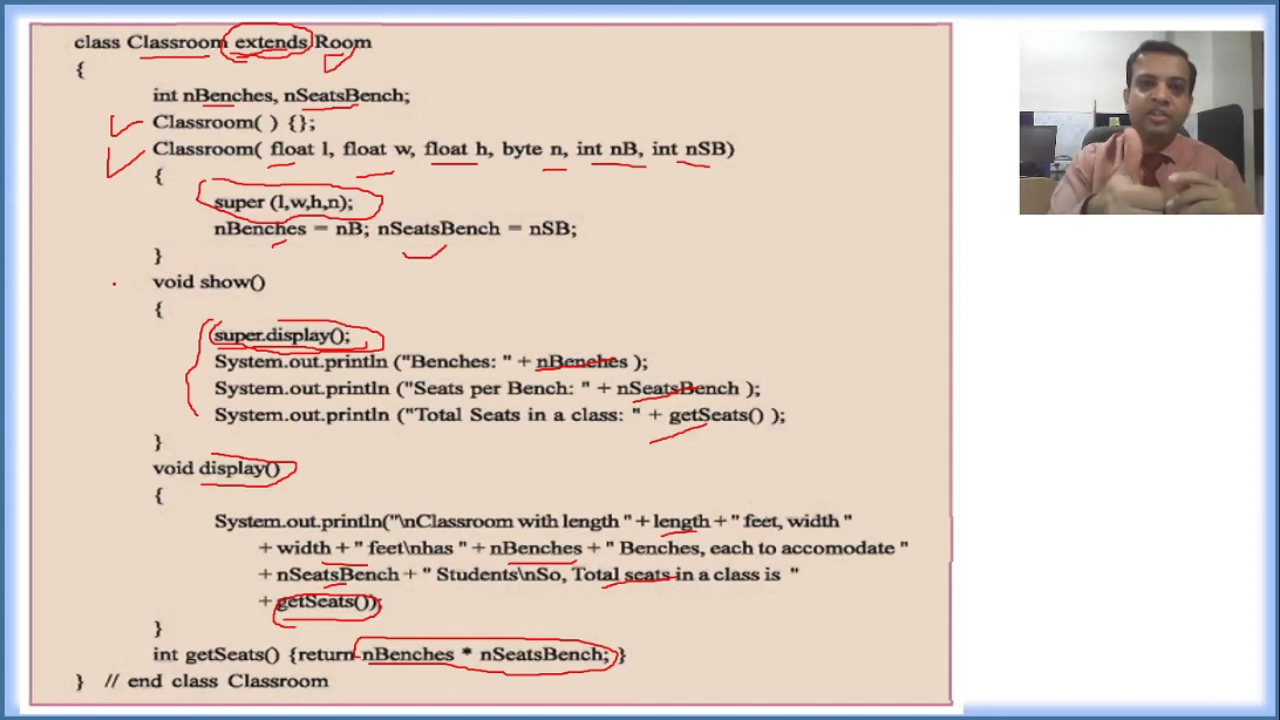 class Classroom extends Room
{
int nBenches, nSeatsBench;
Classroom( ) {};
Classroom( float l, float w, float h, byte n, int nB, int nSB)
{
super (l,w,h,n);
nBenches = nB; nSeatsBench = nSB;
}
void show()
{
super.display();
System.out.println ("Benches: " + nBenches );
System.out.println ("Seats per Bench: " + nSeatsBench );
System.out.println ("Total Seats in a class: " + getSeats() );
}
void display()
{
System.out.println("\nClassroom with length " + length + " feet, width "
+ width + " feet\nhas " + nBenches + " Benches, each to accomodate "
+ nSeatsBench + " Students\nSo, Total seats in a class is "
+ getSeats());
}
int getSeats() {return nBenches * nSeatsBench; }
} // end class Classroom